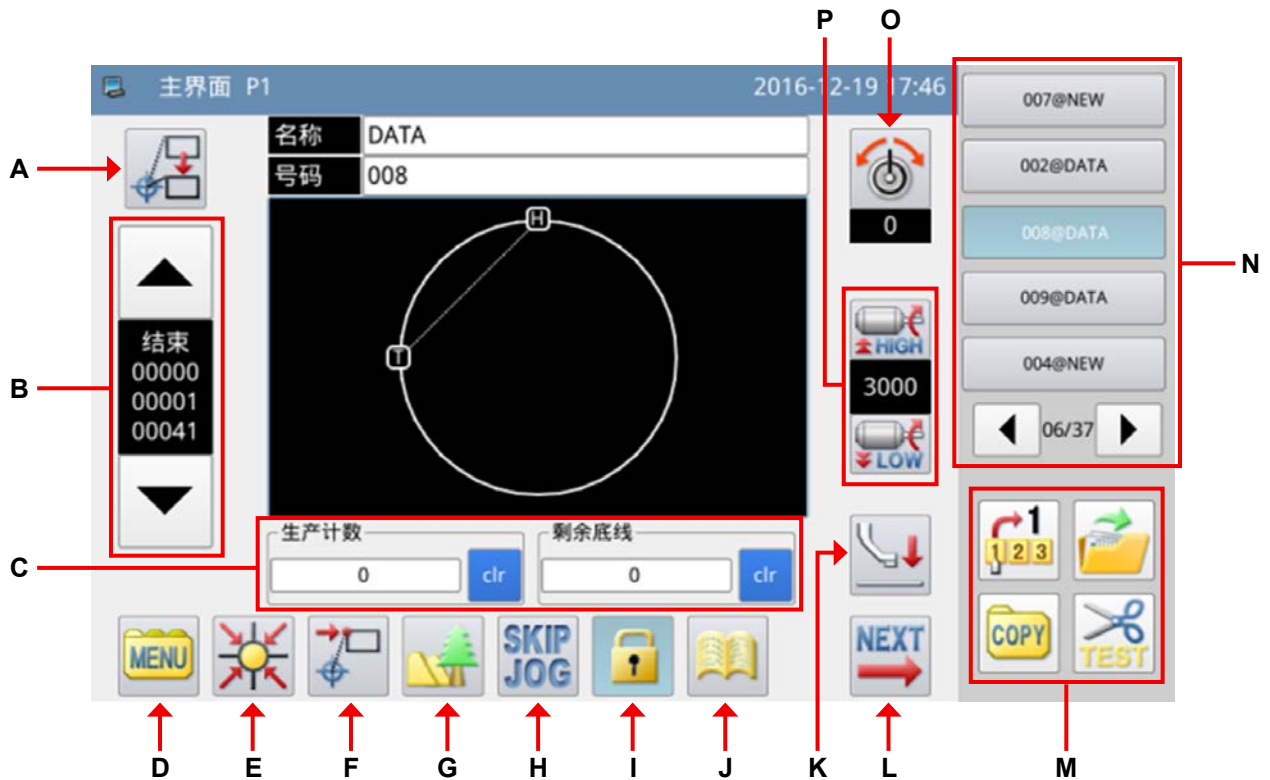 P
O
主界面 P1
2016-12-19 17:46
007@NEW
A
名称
DATA
号码
008
002@DATA
0
008@DATA
N
H
009@DATA
结束
00000
00001
00041
B
T
HIGH
3000
LOW
P
004@NEW
06/37
生产计数
0
clr
剩余底线
0
clr
C
1
1 2 3
COPY
TEST
MENU
SKIP
JOG
NEXT
D
E
F
G
H
I
J
K
L
M